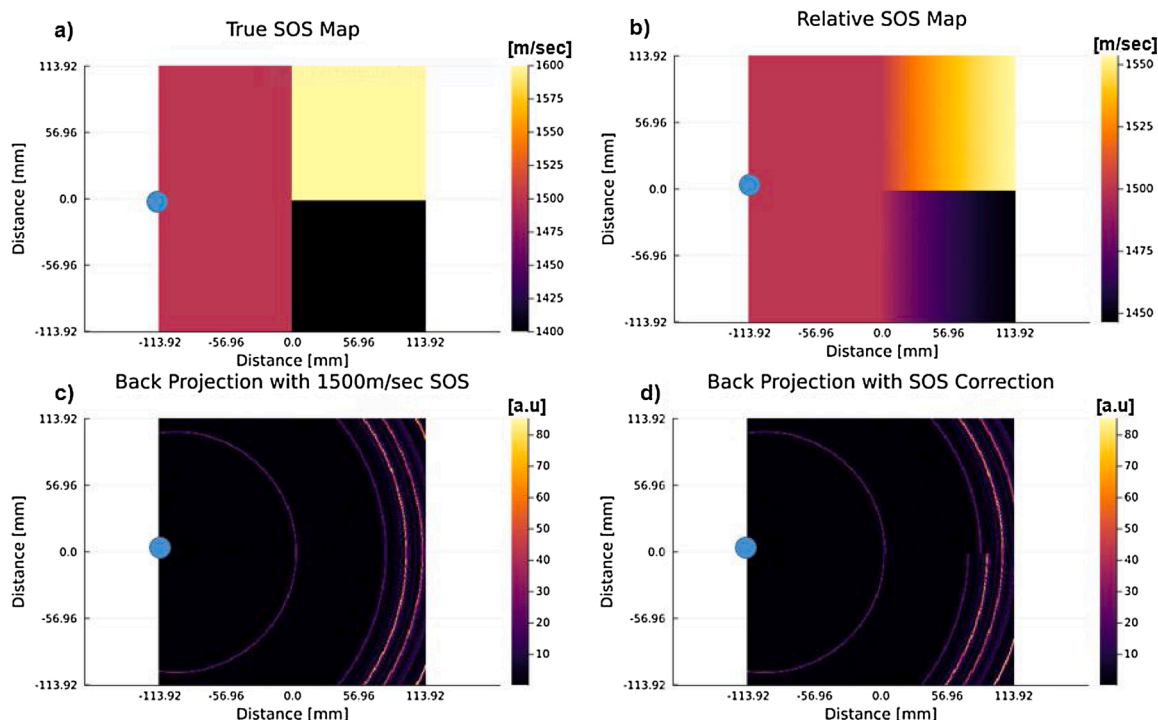 a)
True SOS Map
[m/sec]
113.92
56.96
0.0
-56.96
-113.92
Distance [mm]
-113.92 -56.96 0.0 56.96 113.92
Distance [mm]
1600
1575
1550
1525
1500
1475
1450
1425
1400
b)
Relative SOS Map
[m/sec]
113.92
56.96
0.0
-56.96
-113.92
Distance [mm]
-113.92 -56.96 0.0 56.96 113.92
Distance [mm]
1550
1525
1500
1475
1450
c)
Back Projection with 1500m/sec SOS
[a.u]
113.92
56.96
0.0
-56.96
-113.92
Distance [mm]
-113.92 -56.96 0.0 56.96 113.92
Distance [mm]
80
70
60
50
40
30
20
10
d)
Back Projection with SOS Correction
[a.u]
113.92
56.96
0.0
-56.96
-113.92
Distance [mm]
-113.92 -56.96 0.0 56.96 113.92
Distance [mm]
80
70
60
50
40
30
20
10